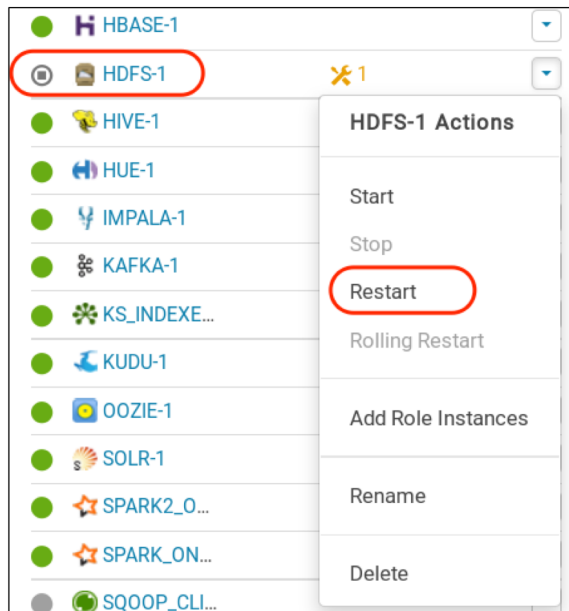 HBASE-1
HDFS-1 1
HIVE-1
HUE-1
IMPALA-1
KAFKA-1
KS_INDEXE...
KUDU-1
OOZIE-1
SOLR-1
SPARK2_O...
SPARK_ON...
SQOOP_CLI...
HDFS-1 Actions
Start
Stop
Restart
Rolling Restart
Add Role Instances
Rename
Delete